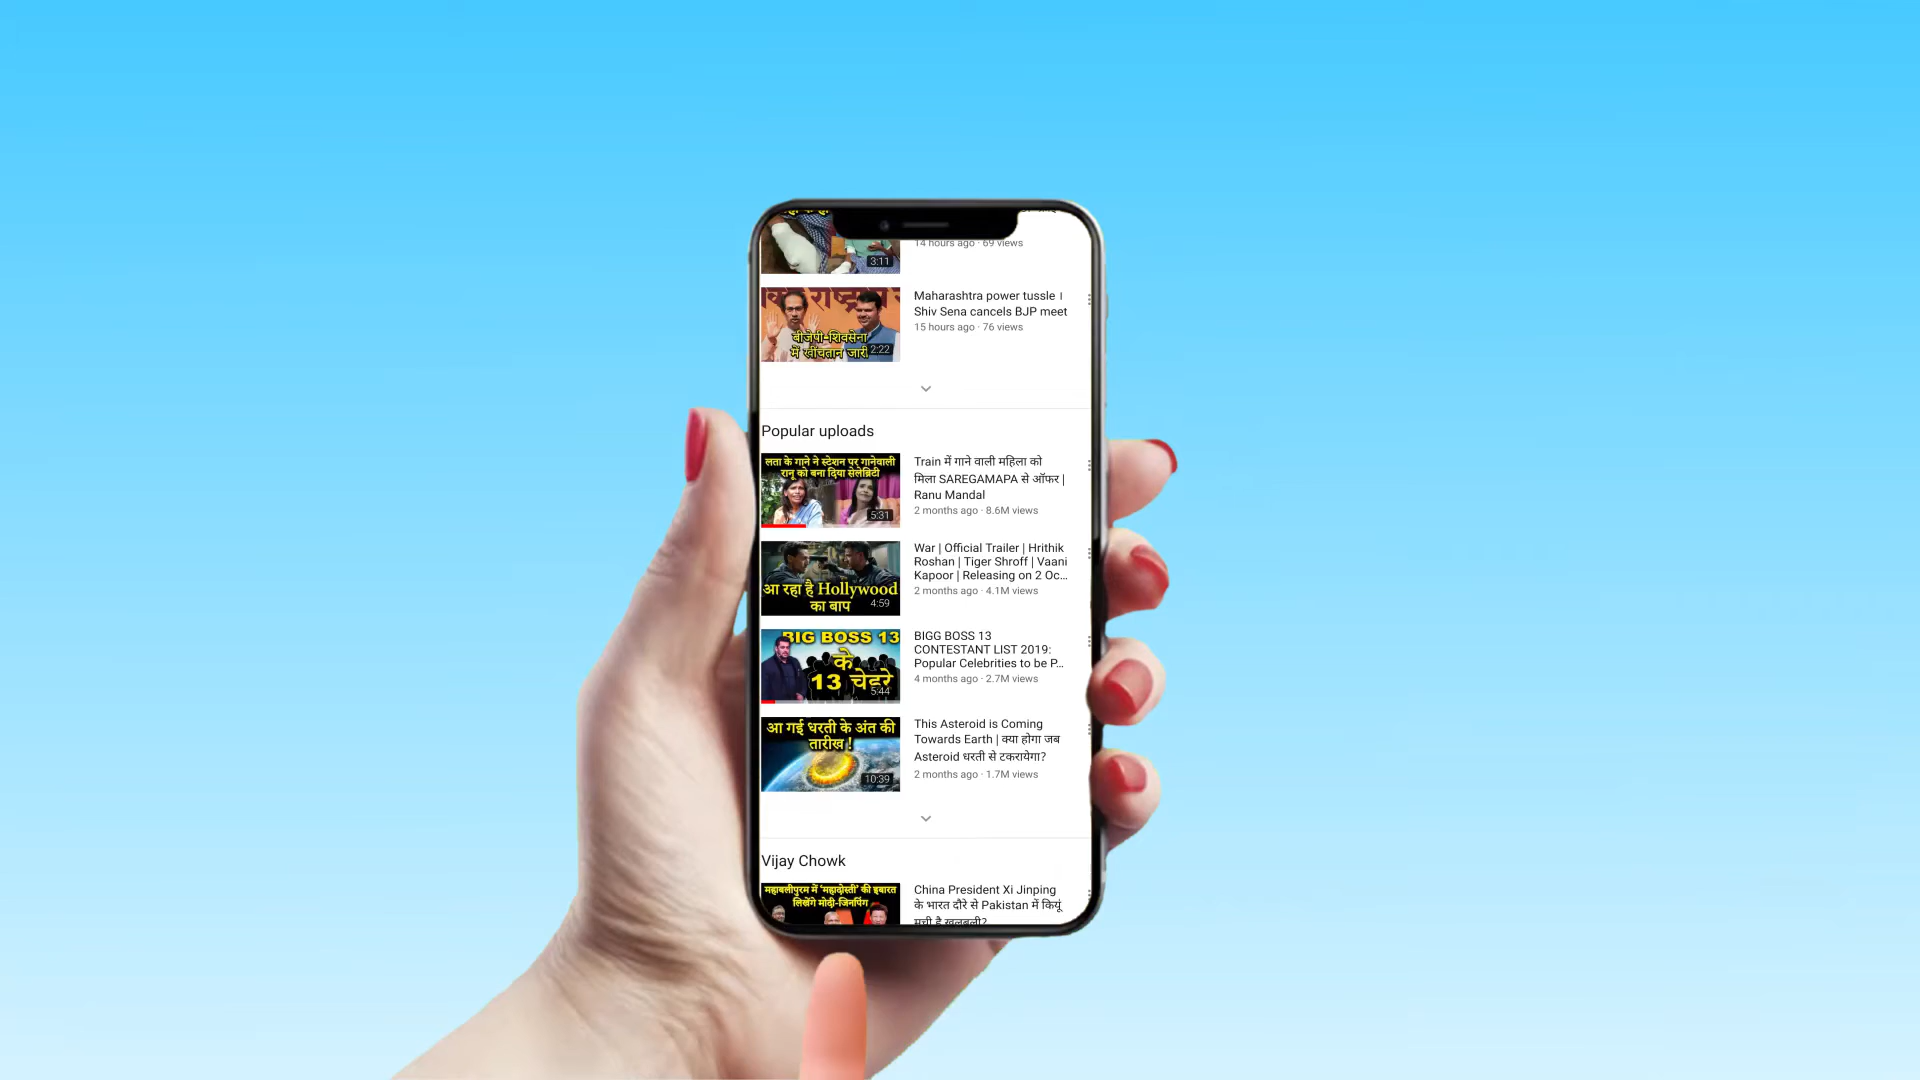 3:11
14 hours ago · 69 views
बीजेपी-शिवसेना
में खींचतान जारी
2:22
Maharashtra power tussle ।
Shiv Sena cancels BJP meet
15 hours ago · 76 views
Popular uploads
लता के गाने ने स्टेशन पर गानेवाली
रानू को बना दिया सेलेब्रिटी
5:31
Train में गाने वाली महिला को
मिला SAREGAMAPA से ऑफर |
Ranu Mandal
2 months ago · 8.6M views
आ रहा है Hollywood
का बाप
4:59
War | Official Trailer | Hrithik
Roshan | Tiger Shroff | Vaani
Kapoor | Releasing on 2 Oc...
2 months ago · 4.1M views
BIG BOSS 13
के
13 चेहरे
5:44
BIGG BOSS 13
CONTESTANT LIST 2019:
Popular Celebrities to be P...
4 months ago · 2.7M views
आ गई धरती के अंत की
तारीख !
10:39
This Asteroid is Coming
Towards Earth | क्या होगा जब
Asteroid धरती से टकरायेगा?
2 months ago · 1.7M views
Vijay Chowk
महाबलीपुरम में 'महादोस्ती' की इबारत
लिखेंगे मोदी-जिनपिंग
China President Xi Jinping
के भारत दौरे से Pakistan में कियूं
मची है खलबली?